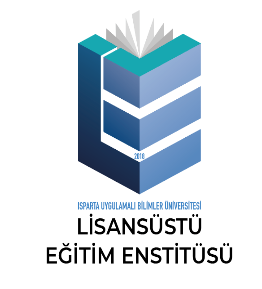 2018
ISPARTA UYGULAMALI BİLİMLER ÜNİVERSİTESİ
LİSANSÜSTÜ
EĞİTİM ENSTİTÜSÜ